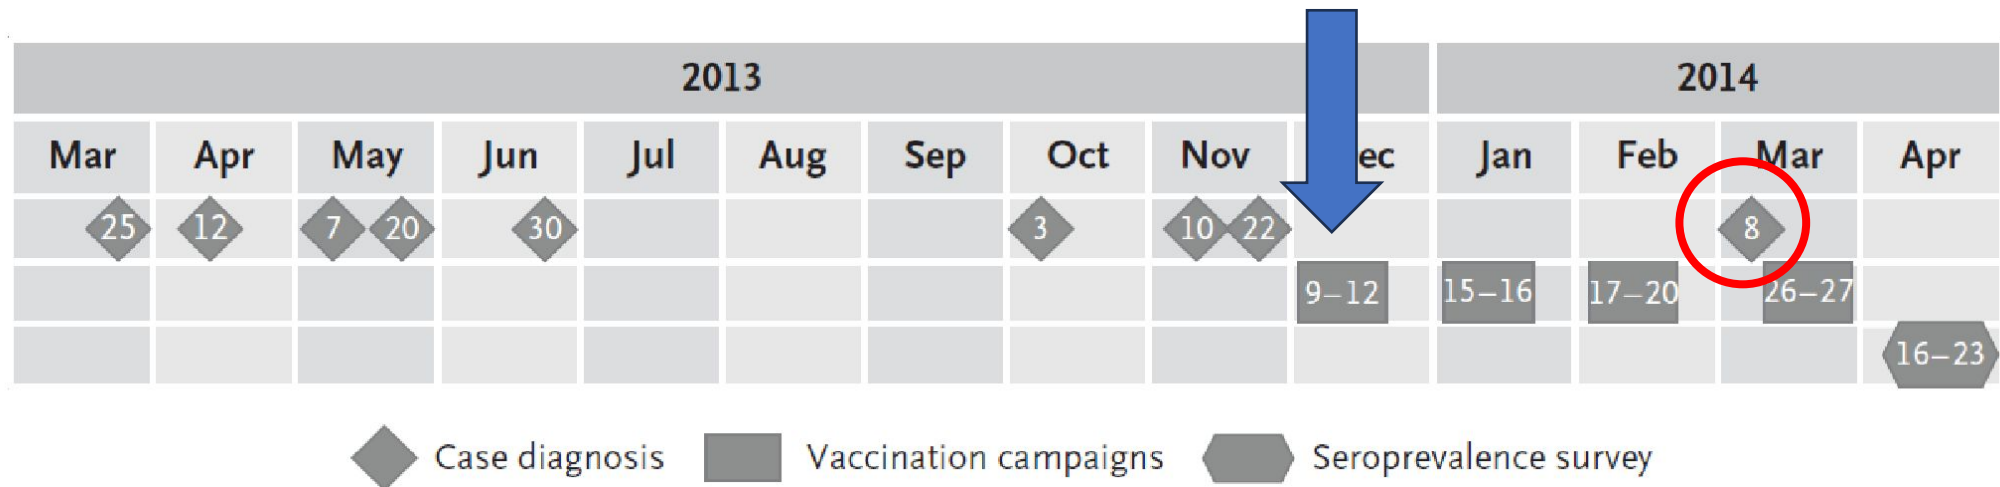 2013 2014
Mar Apr May Jun Jul Aug Sep Oct Nov ec Jan Feb Mar Apr
25 12 7 20 30 3 10 22 8
9–12 15–16 17–20 26–27
16–23
Case diagnosis Vaccination campaigns Seroprevalence survey